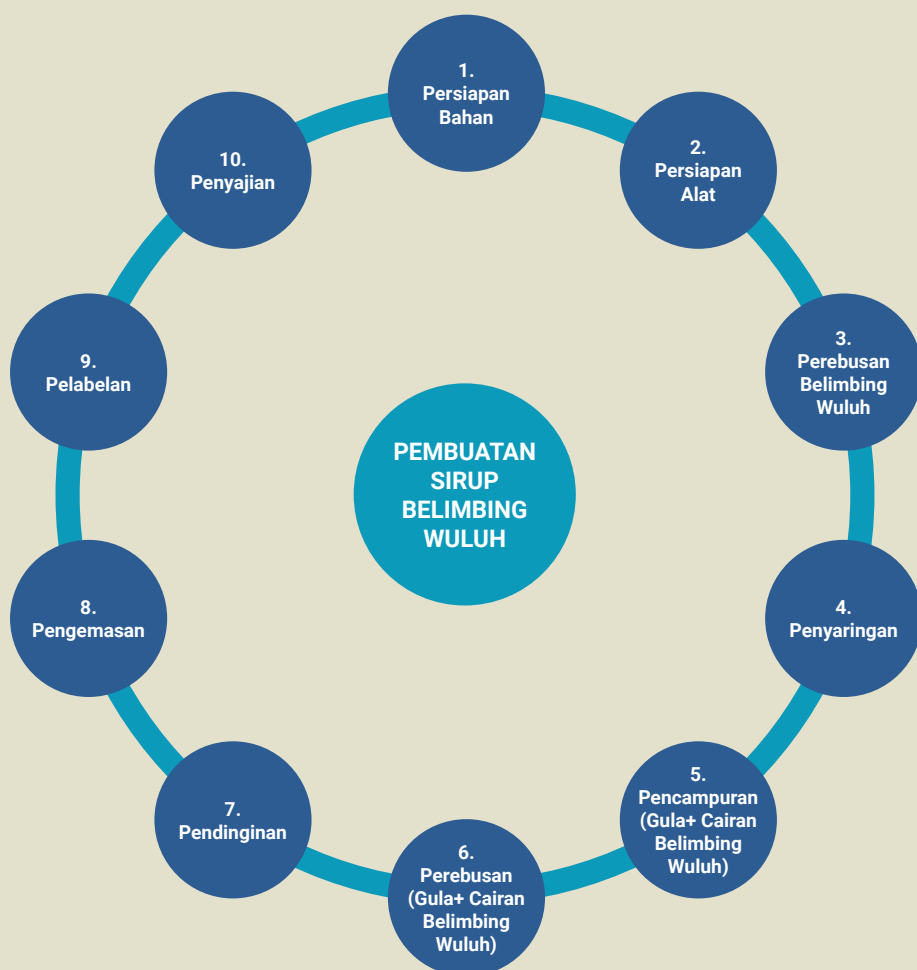 1.
Persiapan
Bahan
2.
Persiapan
Alat
3.
Perebusan
Belimbing
Wuluh
4.
Penyaringan
5.
Pencampuran
(Gula+ Cairan
Belimbing
Wuluh)
6.
Perebusan
(Gula+ Cairan
Belimbing
Wuluh)
7.
Pendinginan
8.
Pengemasan
9.
Pelabelan
10.
Penyajian
PEMBUATAN
SIRUP
BELIMBING
WULUH